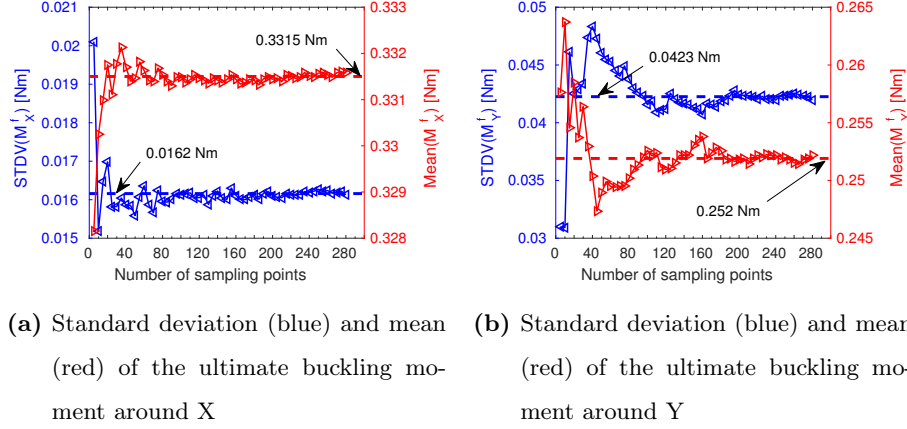 0.021
0.02
0.019
0.018
0.017
0.016
0.015
STDV(M_X^f) [Nm]
0.3315 Nm
0.0162 Nm
0.333
0.332
0.331
0.33
0.329
0.328
Mean(M_X^f) [Nm]
0 40 80 120 160 200 240 280
Number of sampling points
(a) Standard deviation (blue) and mean
(red) of the ultimate buckling mo-
ment around X
0.05
0.045
0.04
0.035
0.03
STDV(M_Y^f) [Nm]
0.0423 Nm
0.252 Nm
0.265
0.26
0.255
0.25
0.245
Mean(M_Y^f) [Nm]
0 40 80 120 160 200 240 280
Number of sampling points
(b) Standard deviation (blue) and mean
(red) of the ultimate buckling mo-
ment around Y